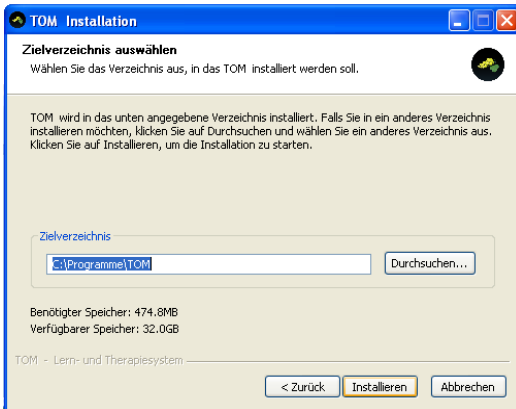 TOM Installation
Zielverzeichnis auswählen
Wählen Sie das Verzeichnis aus, in das TOM installiert werden soll.
TOM wird in das unten angegebene Verzeichnis installiert. Falls Sie in ein anderes Verzeichnis
installieren möchten, klicken Sie auf Durchsuchen und wählen Sie ein anderes Verzeichnis aus.
Klicken Sie auf Installieren, um die Installation zu starten.
Zielverzeichnis
C:\Programme\TOM
Durchsuchen...
Benötigter Speicher: 474.8MB
Verfügbarer Speicher: 32.0GB
TOM - Lern- und Therapiesystem
< Zurück
Installieren
Abbrechen